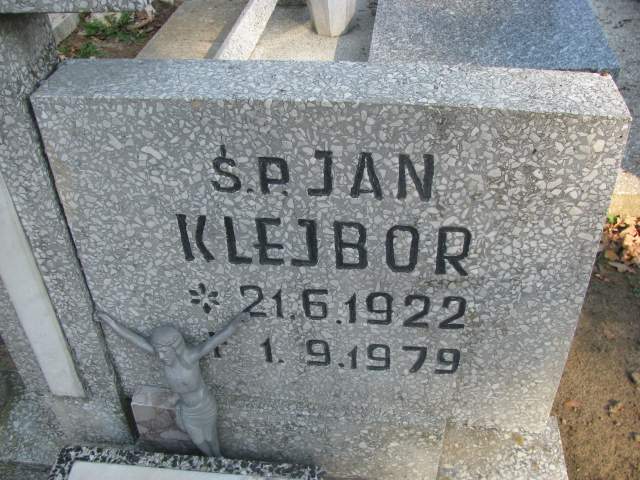 Ś.P. JAN
KLEJBOR
* 21.6.1922
† 1.9.1979